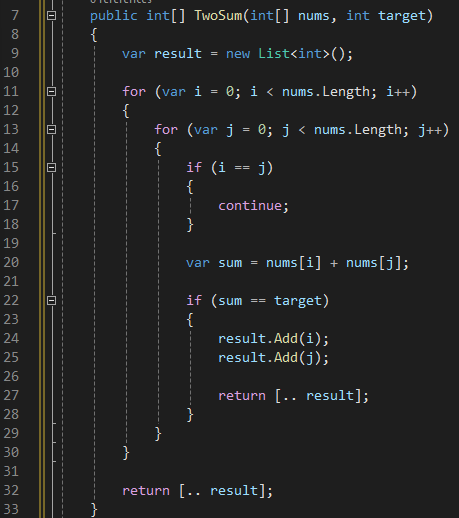 0 references
7 public int[] TwoSum(int[] nums, int target)
8 {
9 var result = new List<int>();
10
11 for (var i = 0; i < nums.Length; i++)
12 {
13 for (var j = 0; j < nums.Length; j++)
14 {
15 if (i == j)
16 {
17 continue;
18 }
19
20 var sum = nums[i] + nums[j];
21
22 if (sum == target)
23 {
24 result.Add(i);
25 result.Add(j);
26
27 return [.. result];
28 }
29 }
30 }
31
32 return [.. result];
33 }